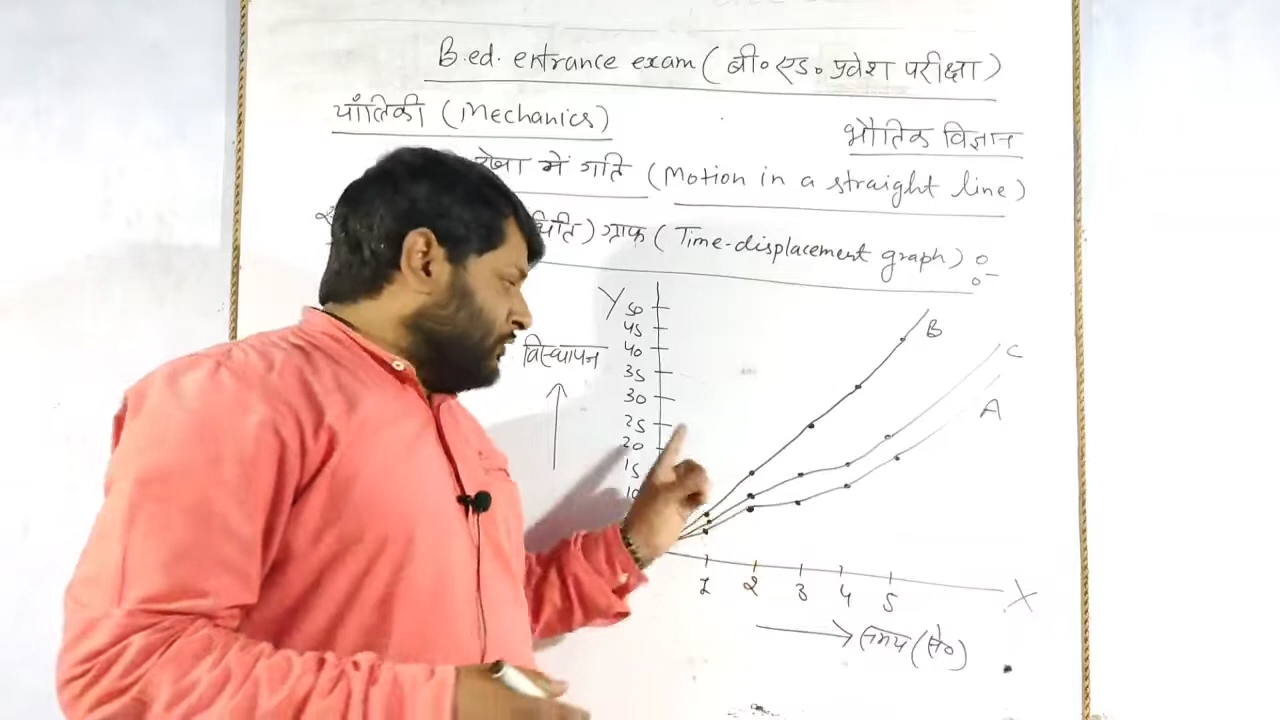 B.ed. entrance exam ( बी० एड० प्रवेश परीक्षा )
याँत्रिकी ( Mechanics )
भौतिक विज्ञान
रेखा में गति ( Motion in a straight line )
ग्राफ ( Time-displacement graph ) :-
Y
50
45
40
35
30
25
20
15
10
विस्थापन
B
C
A
1 2 3 4 5
X
समय ( से० )